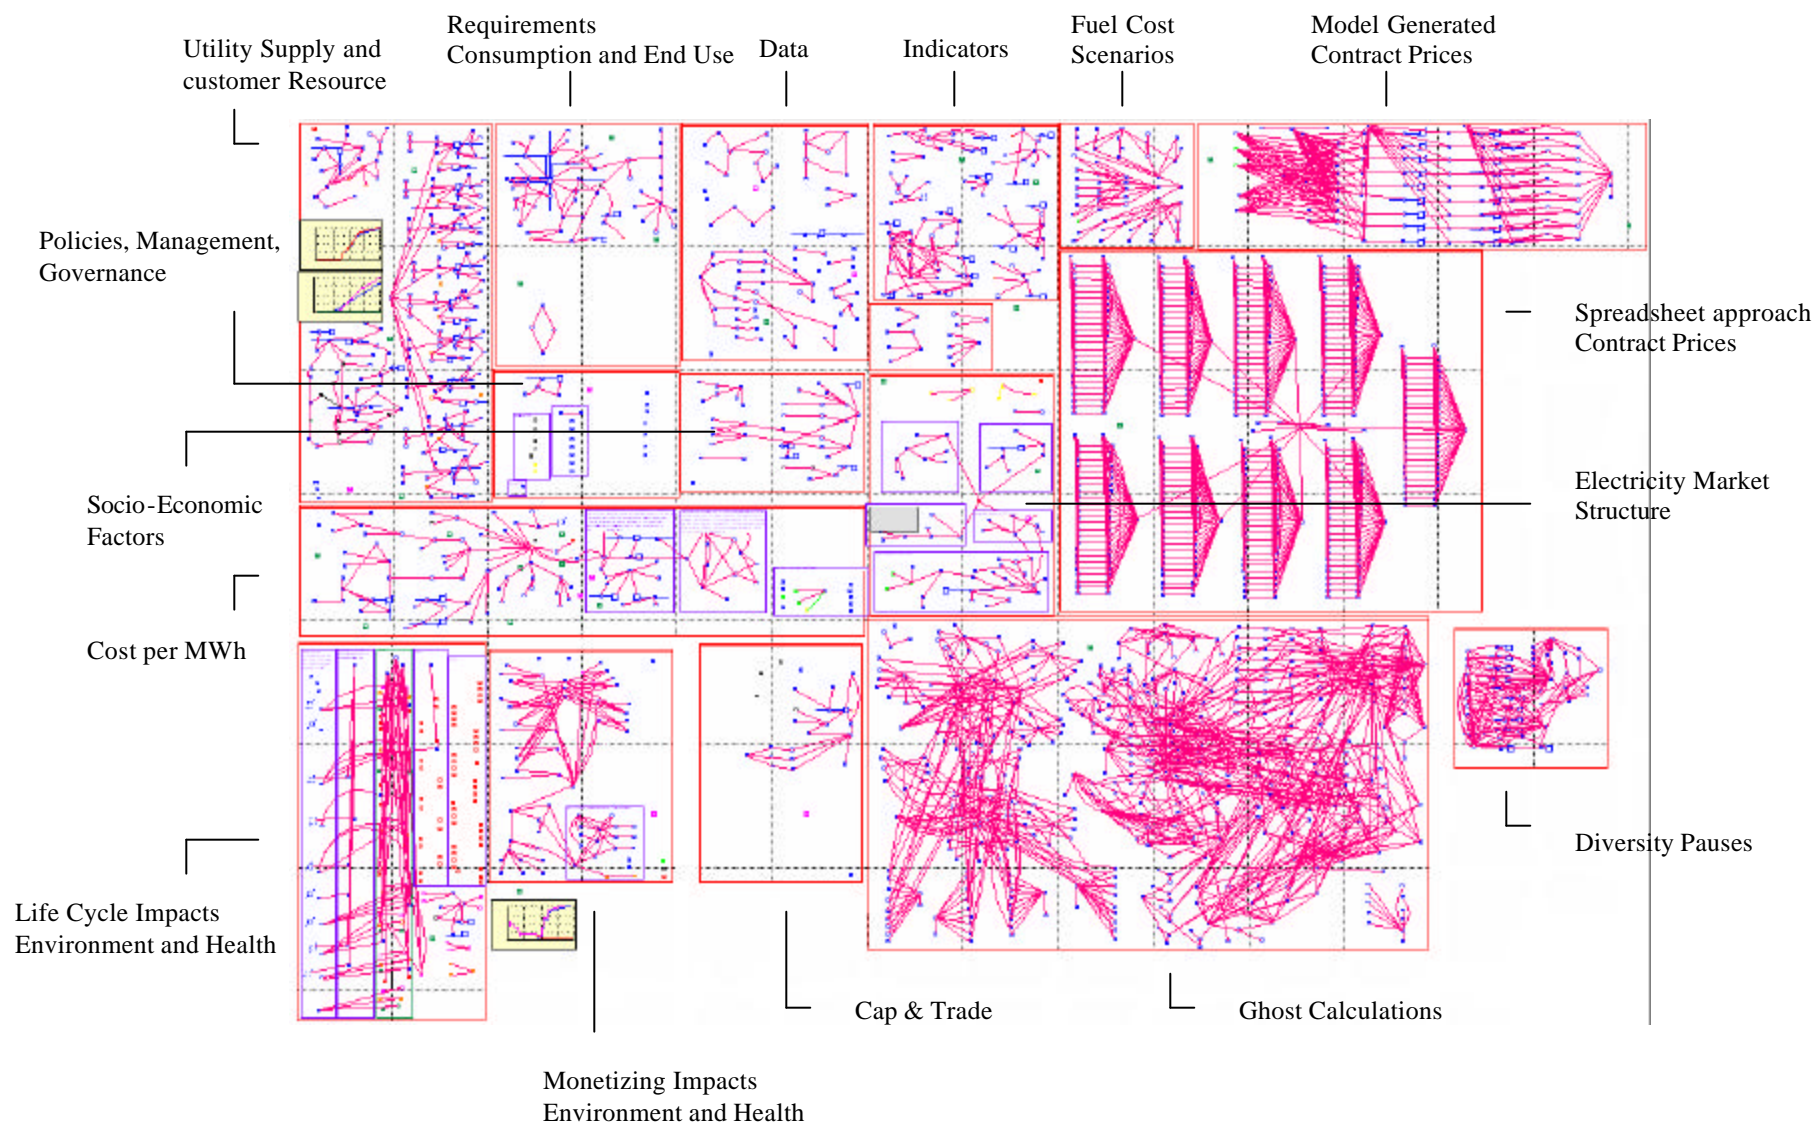 Requirements
Consumption and End Use
Fuel Cost
Scenarios
Model Generated
Contract Prices
Utility Supply and
customer Resource
Data
Indicators
Policies, Management,
Governance
Spreadsheet approach
Contract Prices
Socio-Economic
Factors
Electricity Market
Structure
Cost per MWh
Diversity Pauses
Life Cycle Impacts
Environment and Health
Cap & Trade
Ghost Calculations
Monetizing Impacts
Environment and Health